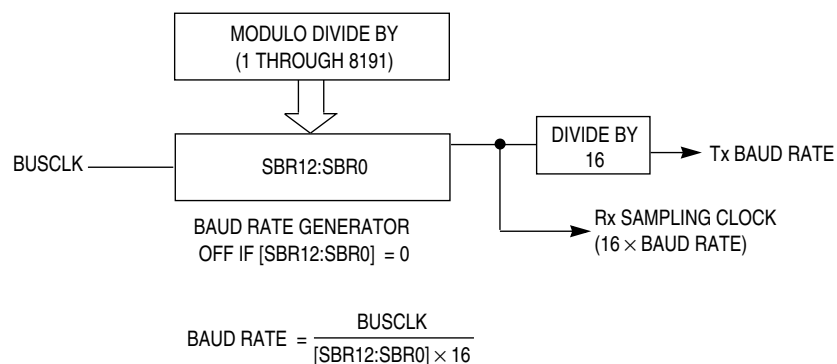 MODULO DIVIDE BY
(1 THROUGH 8191)
BUSCLK
SBR12:SBR0
DIVIDE BY
16
Tx BAUD RATE
BAUD RATE GENERATOR
OFF IF [SBR12:SBR0] = 0
Rx SAMPLING CLOCK
(16 × BAUD RATE)
BAUD RATE =
BUSCLK
[SBR12:SBR0] × 16